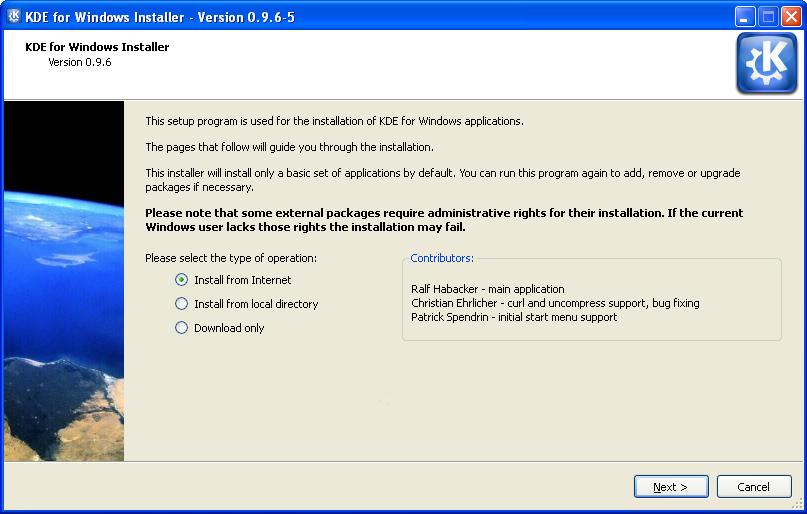 KDE for Windows Installer - Version 0.9.6-5
KDE for Windows Installer
Version 0.9.6
K
This setup program is used for the installation of KDE for Windows applications.
The pages that follow will guide you through the installation.
This installer will install only a basic set of applications by default. You can run this program again to add, remove or upgrade
packages if necessary.
Please note that some external packages require administrative rights for their installation. If the current
Windows user lacks those rights the installation may fail.
Please select the type of operation:
Install from Internet
Install from local directory
Download only
Contributors:
Ralf Habacker - main application
Christian Ehrlicher - curl and uncompress support, bug fixing
Patrick Spendrin - initial start menu support
Next >
Cancel